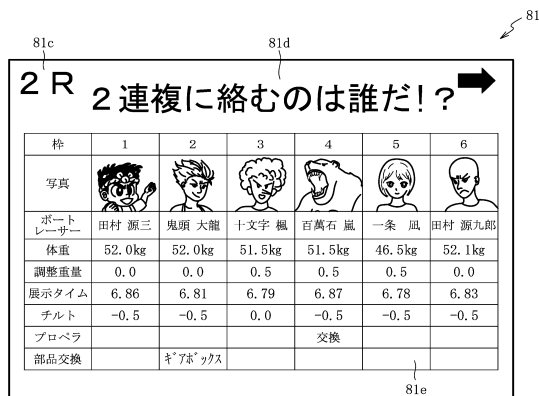 81
81c
81d
2R
2連複に絡むのは誰だ!?
枠 1 2 3 4 5 6
写真
ボートレーサー 田村 源三 鬼頭 大龍 十文字 楓 百萬石 嵐 一条 凪 田村 源九郎
体重 52.0kg 52.0kg 51.5kg 51.5kg 46.5kg 52.1kg
調整重量 0.0 0.0 0.5 0.5 0.5 0.0
展示タイム 6.86 6.81 6.79 6.87 6.78 6.83
チルト -0.5 -0.5 0.0 -0.5 -0.5 -0.5
プロペラ 交換
部品交換 ｷﾞｱﾎﾞｯｸｽ
81e